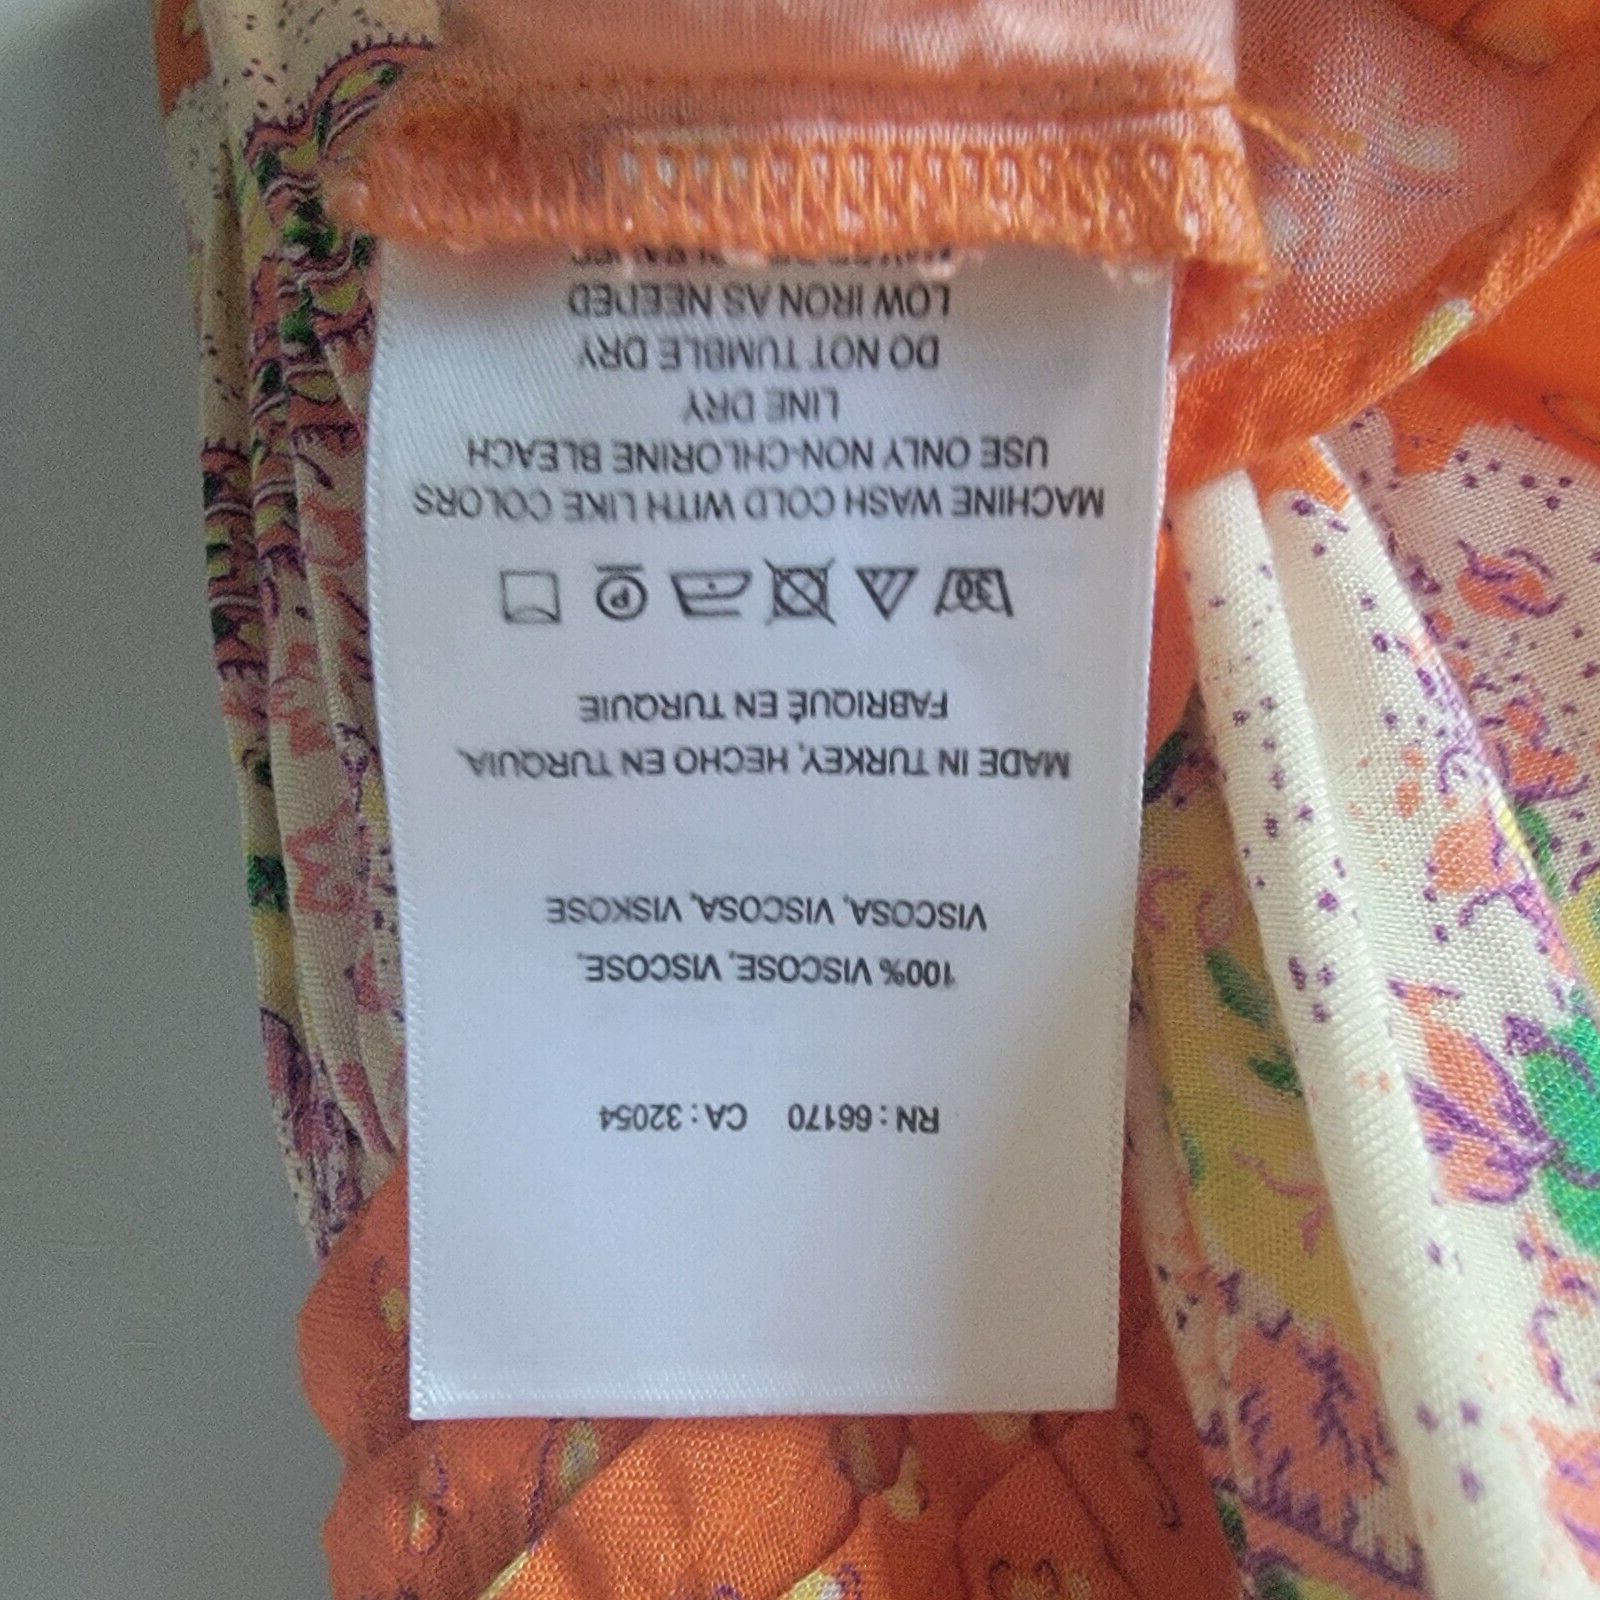 RN : 66170 CA : 32054
100% VISCOSE, VISCOSE,
VISCOSA, VISCOSA, VISKOSE
MADE IN TURKEY, HECHO EN TURQUIA,
FABRIQUÉ EN TURQUIE
30 P
MACHINE WASH COLD WITH LIKE COLORS
USE ONLY NON-CHLORINE BLEACH
LINE DRY
DO NOT TUMBLE DRY
LOW IRON AS NEEDED